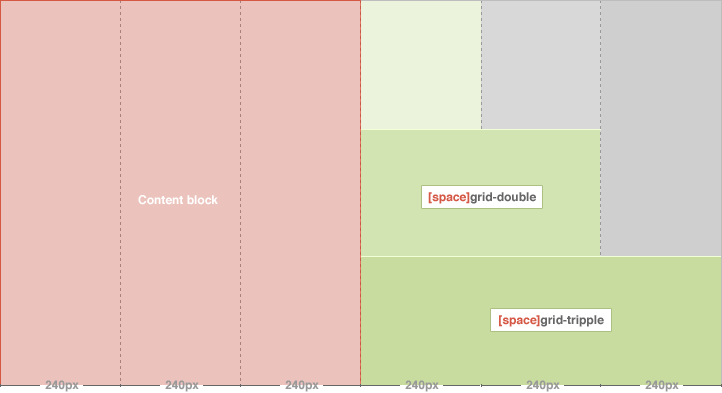 Content block
[space]grid-double
[space]grid-tripple
240px 240px 240px 240px 240px 240px